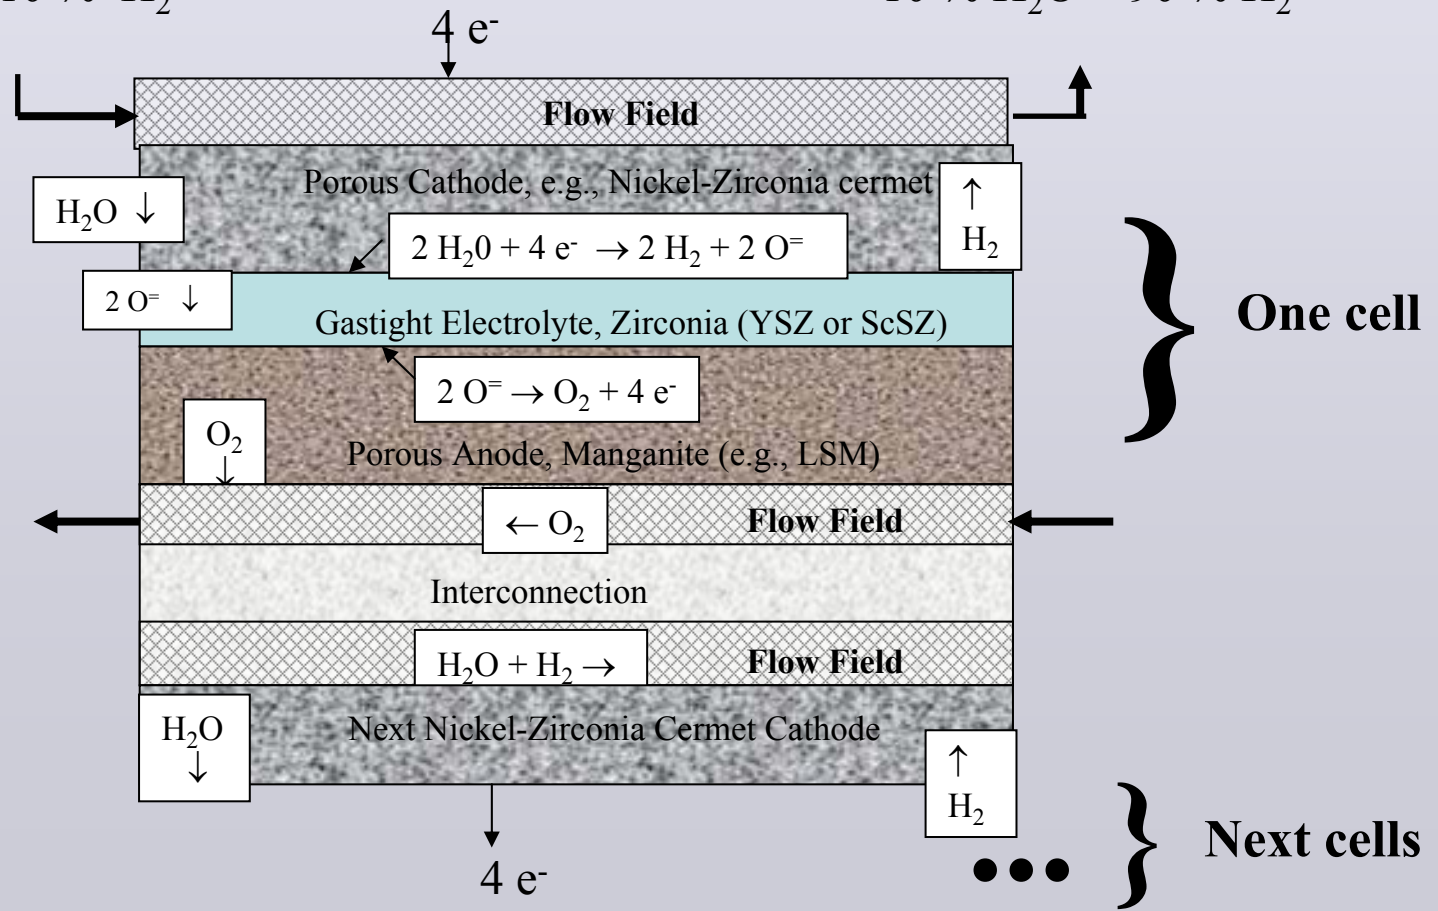 4 e⁻
Flow Field
Porous Cathode, e.g., Nickel-Zirconia cermet
H₂O ↓
↑
H₂
2 H₂0 + 4 e⁻ → 2 H₂ + 2 O⁼
2 O⁼ ↓
Gastight Electrolyte, Zirconia (YSZ or ScSZ)
One cell
2 O⁼ → O₂ + 4 e⁻
O₂
↓
Porous Anode, Manganite (e.g., LSM)
← O₂
Flow Field
Interconnection
H₂O + H₂ →
Flow Field
H₂O
↓
Next Nickel-Zirconia Cermet Cathode
↑
H₂
4 e⁻
•••
Next cells